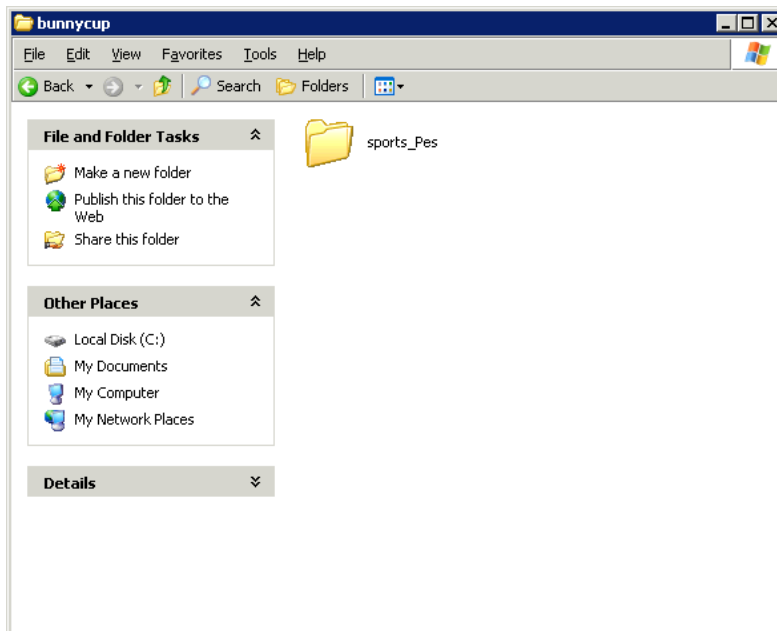 bunnycup
File Edit View Favorites Tools Help
Back Search Folders
File and Folder Tasks
Make a new folder
Publish this folder to the
Web
Share this folder
Other Places
Local Disk (C:)
My Documents
My Computer
My Network Places
Details
sports_Pes